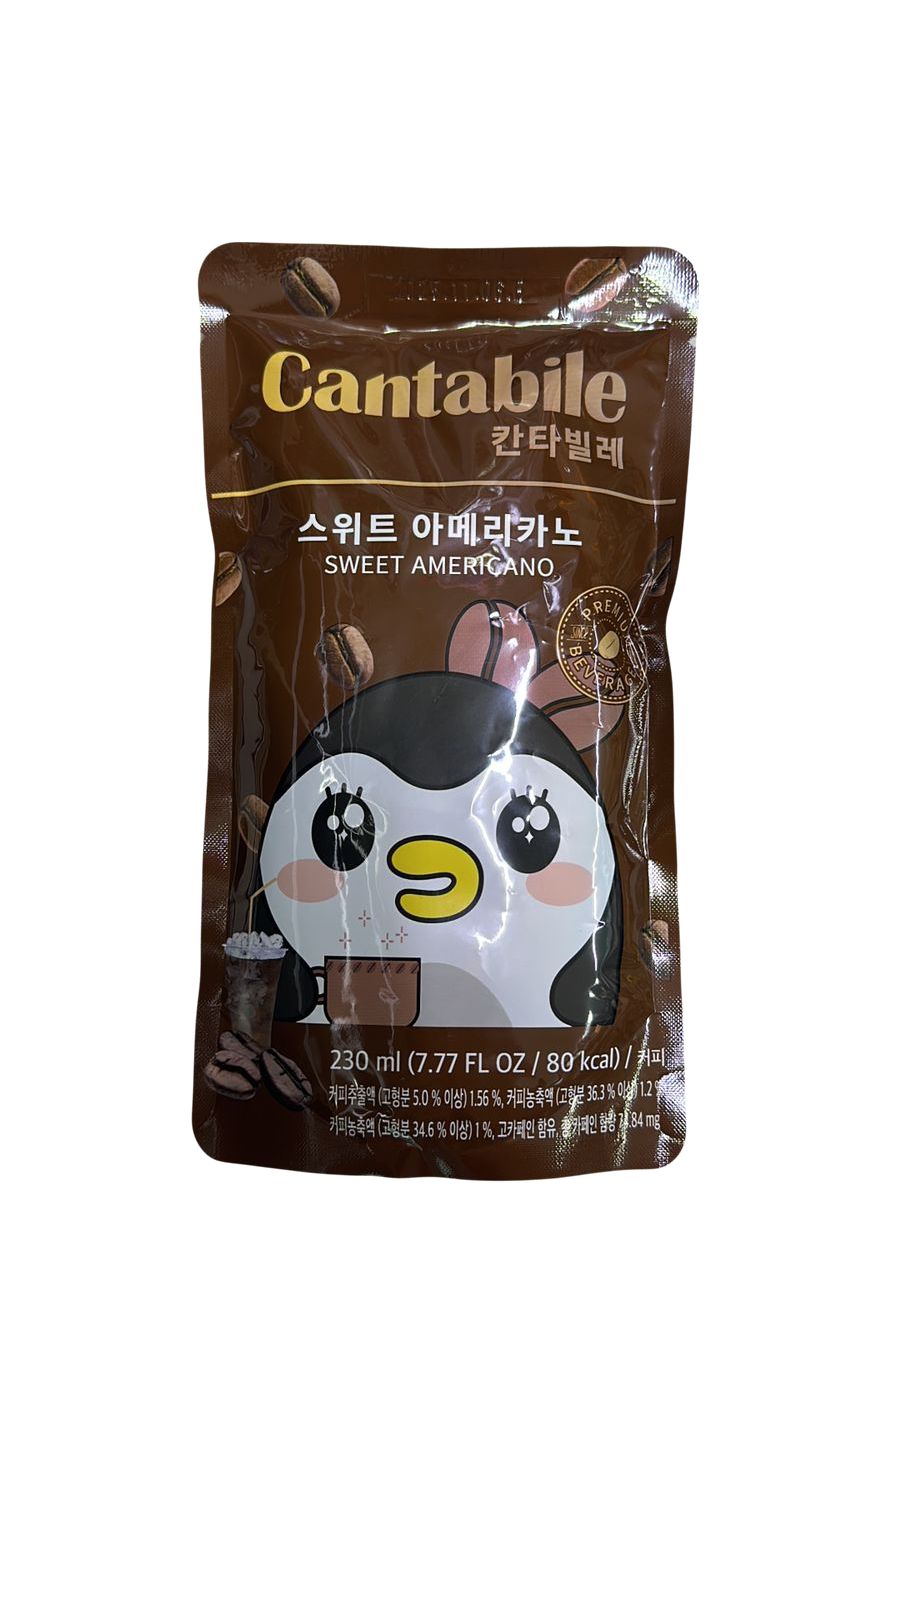 Cantabile
칸타빌레
스위트 아메리카노
SWEET AMERICANO
PREMIU
BEVERAG
230 ml (7.77 FL OZ / 80 kcal) / 커피
커피추출액 (고형분 5.0 % 이상) 1.56 %, 커피농축액 (고형분 36.3 % 이상) 1.2
커피농축액 (고형분 34.6 % 이상) 1 %, 고카페인 함유, 카페인 함량 mg